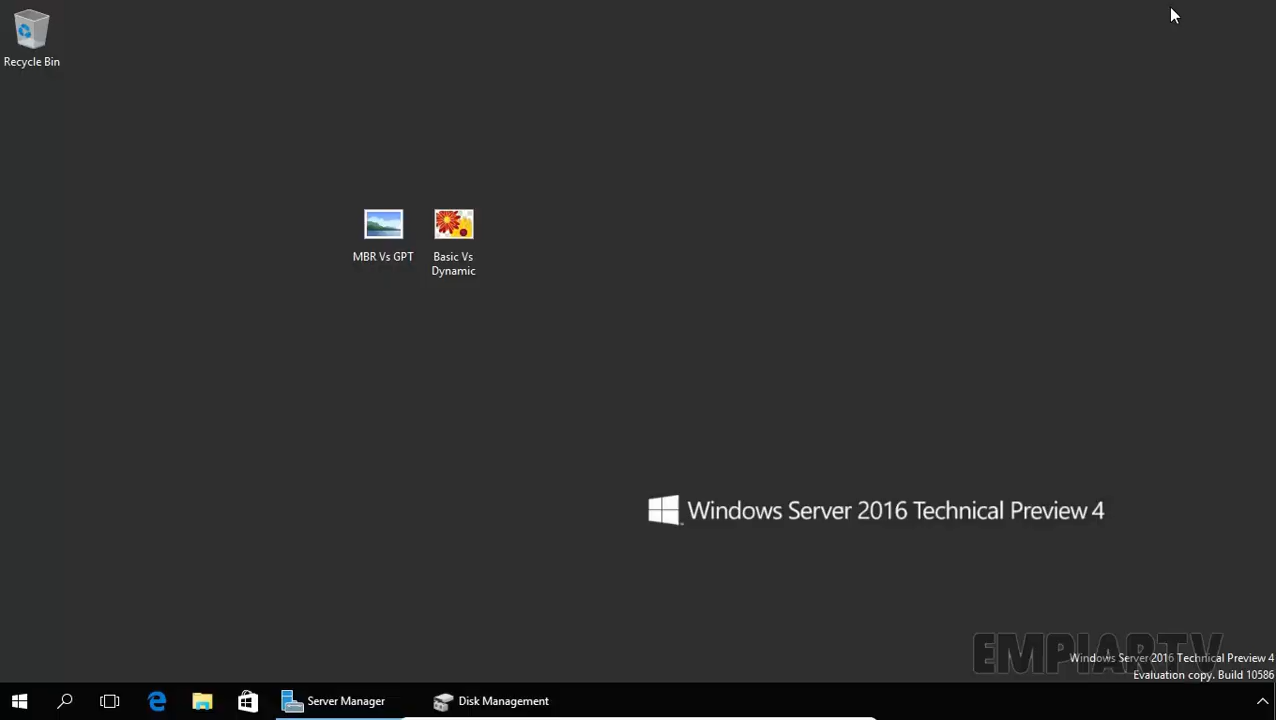 Recycle Bin
MBR Vs GPT
Basic Vs
Dynamic
Windows Server 2016 Technical Preview 4
EMPIARTV
Windows Server 2016 Technical Preview 4
Evaluation copy. Build 10586
Server Manager
Disk Management